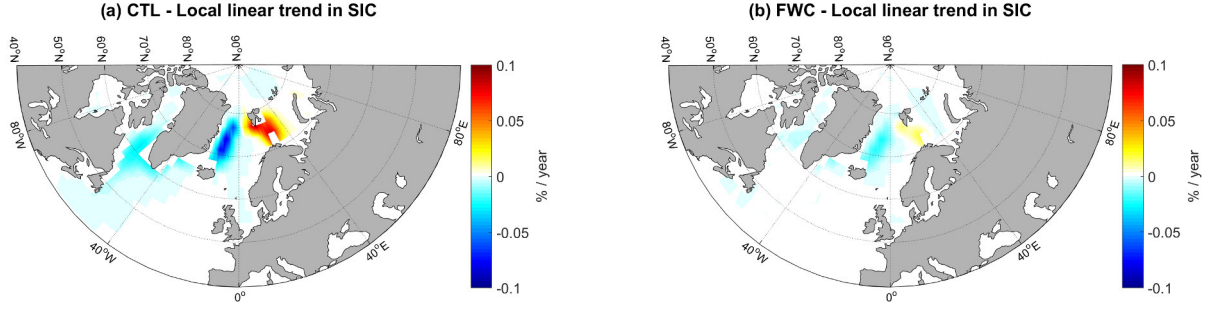 (a) CTL - Local linear trend in SIC
40°N
50°N
60°N
70°N
80°N
90°N
80°W
40°W
0°
40°E
80°E
0.1
0.05
0
-0.05
-0.1
% / year
(b) FWC - Local linear trend in SIC
40°N
50°N
60°N
70°N
80°N
90°N
80°W
40°W
0°
40°E
80°E
0.1
0.05
0
-0.05
-0.1
% / year